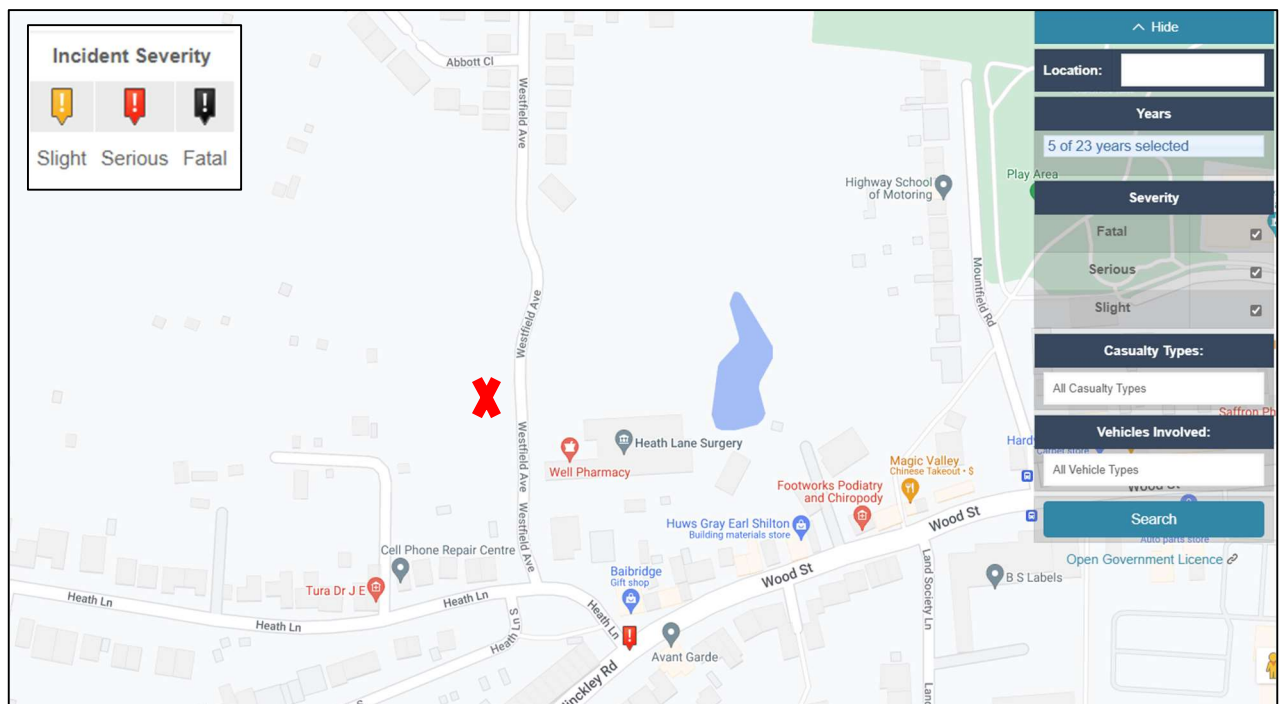 Incident Severity
Slight Serious Fatal
Abbott Cl
Westfield Ave
Westfield Ave
Westfield Ave
Westfield Ave
Highway School
of Motoring
Play Area
Mountfield Rd
Heath Lane Surgery
Well Pharmacy
Magic Valley
Chinese Takeout • $
Footworks Podiatry
and Chiropody
Huws Gray Earl Shilton
Building materials store
Wood St
Wood St
Cell Phone Repair Centre
Tura Dr J E
Baibridge
Gift shop
Heath Ln
Heath Ln
Heath Ln
Heath Ln
Heath Ln S
Avant Garde
B S Labels
Land Society Ln
Hide
Location:
Years
5 of 23 years selected
Severity
Fatal
Serious
Slight
Casualty Types:
All Casualty Types
Vehicles Involved:
All Vehicle Types
Search
Auto parts store
Open Government Licence